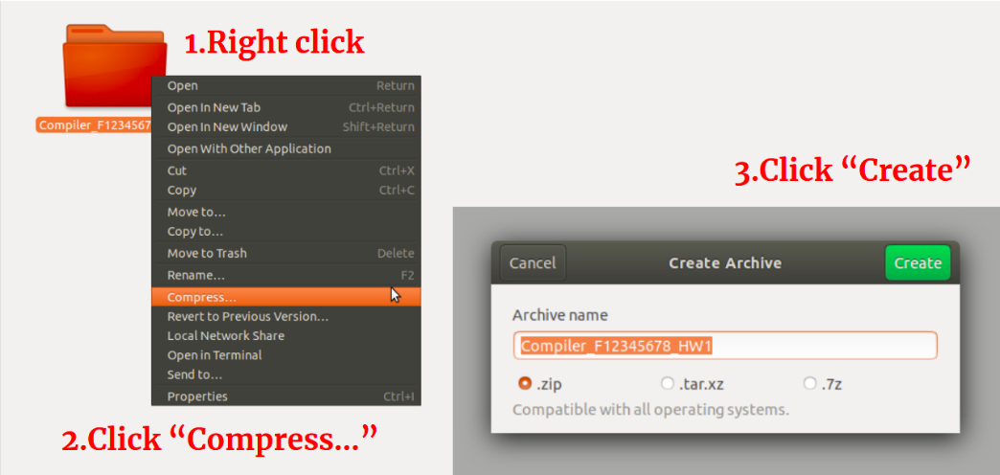 1.Right click
Compiler_F1234567
Open Return
Open In New Tab Ctrl+Return
Open In New Window Shift+Return
Open With Other Application
Cut Ctrl+X
Copy Ctrl+C
Move to...
Copy to...
Move to Trash Delete
Rename... F2
Compress...
Revert to Previous Version...
Local Network Share
Open in Terminal
Send to...
Properties Ctrl+I
2.Click “Compress...”
3.Click “Create”
Cancel Create Archive Create
Archive name
Compiler_F12345678_HW1
.zip .tar.xz .7z
Compatible with all operating systems.